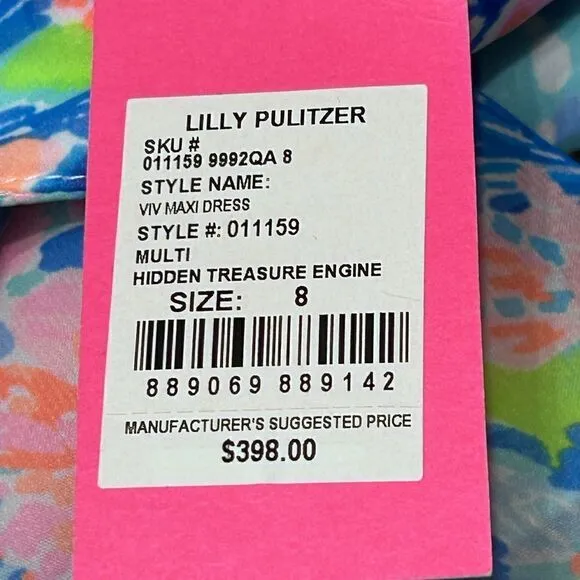 LILLY PULITZER
SKU #
011159 9992QA 8
STYLE NAME:
VIV MAXI DRESS
STYLE #: 011159
MULTI
HIDDEN TREASURE ENGINE
SIZE: 8
889069 889142
MANUFACTURER'S SUGGESTED PRICE
$398.00